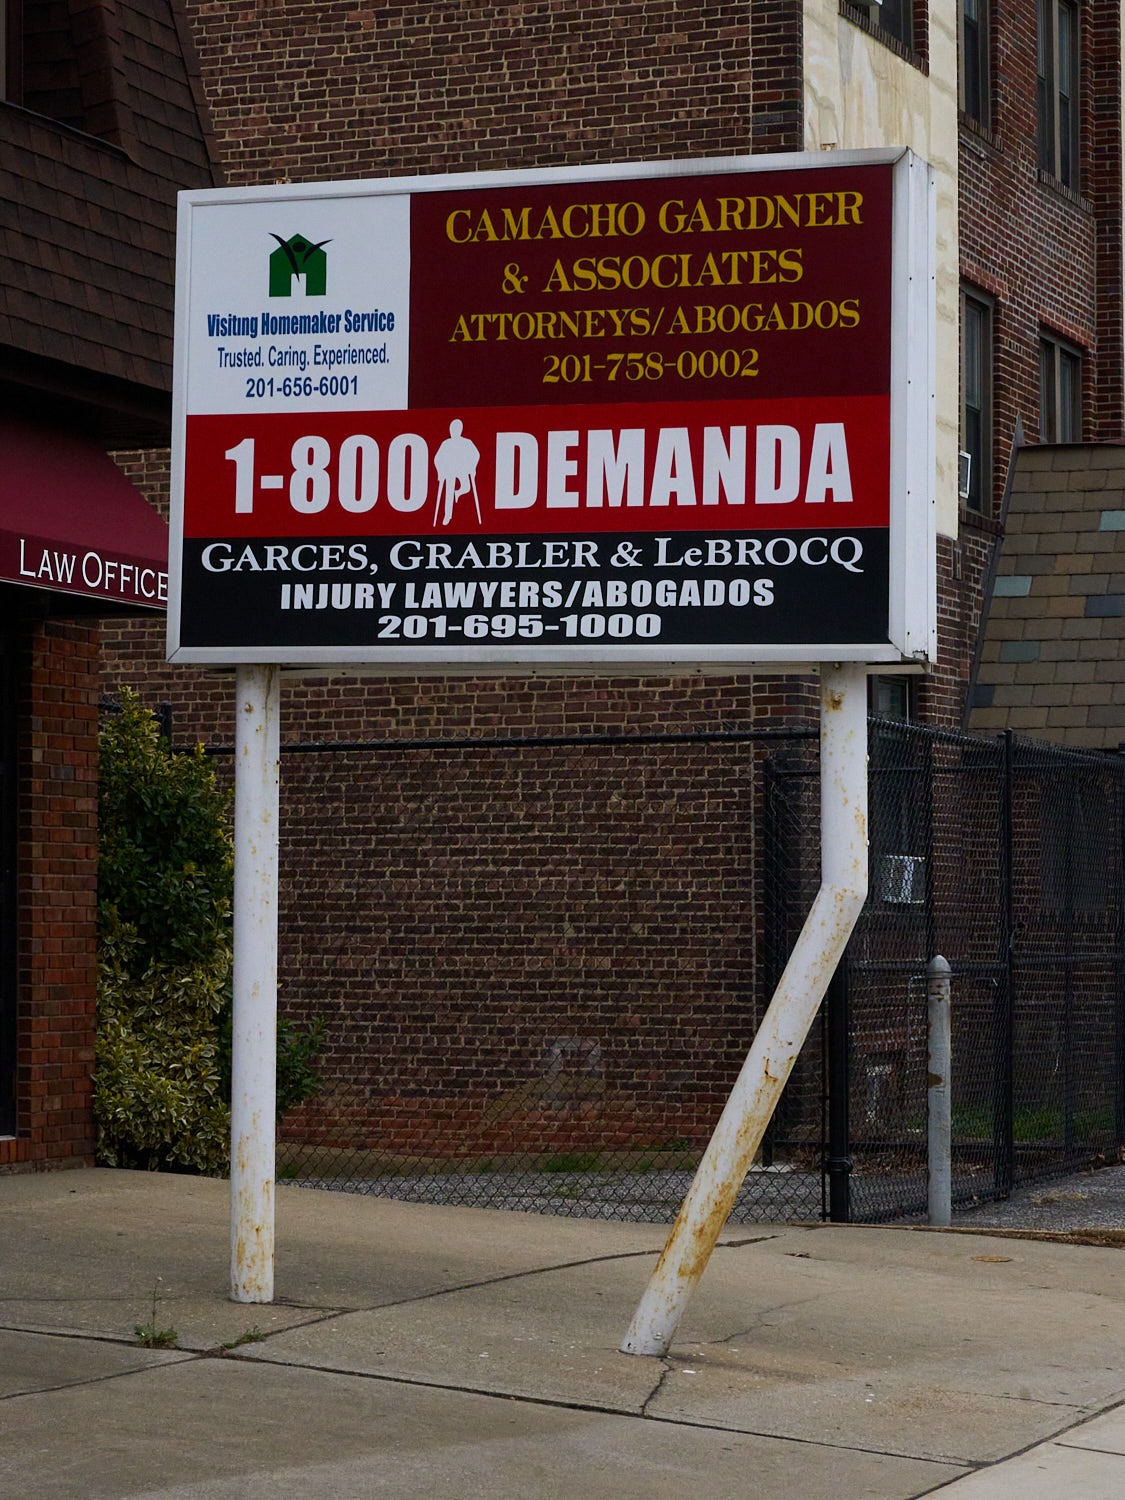 Visiting Homemaker Service
Trusted. Caring. Experienced.
201-656-6001
CAMACHO GARDNER
& ASSOCIATES
ATTORNEYS/ABOGADOS
201-758-0002
1-800 DEMANDA
GARCES, GRABLER & LeBROCQ
INJURY LAWYERS/ABOGADOS
201-695-1000
LAW OFFICE